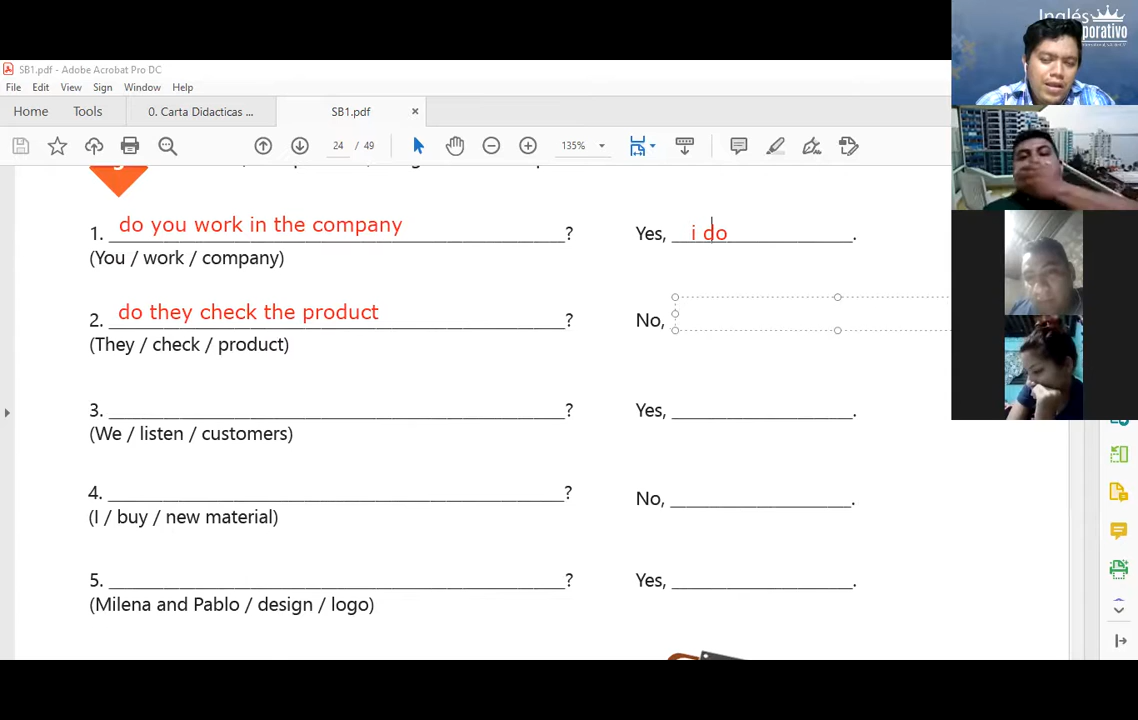 Inglés
porativo
SB1.pdf - Adobe Acrobat Pro DC
File Edit View Sign Window Help
Home Tools 0. Carta Didacticas ... SB1.pdf ×
24 / 49 135%
1. do you work in the company ? Yes, i do .
(You / work / company)
2. do they check the product ? No,
(They / check / product)
3. ? Yes, .
(We / listen / customers)
4. ? No, .
(I / buy / new material)
5. ? Yes, .
(Milena and Pablo / design / logo)